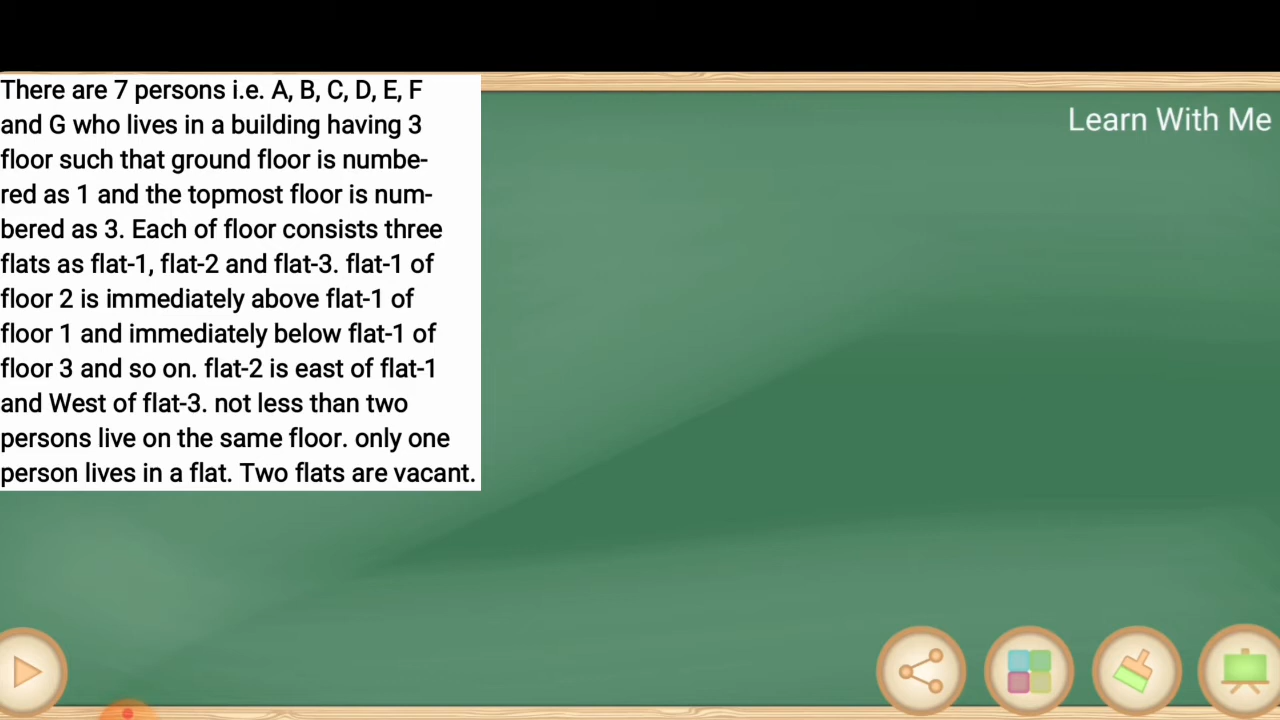 There are 7 persons i.e. A, B, C, D, E, F
and G who lives in a building having 3
floor such that ground floor is numbe-
red as 1 and the topmost floor is num-
bered as 3. Each of floor consists three
flats as flat-1, flat-2 and flat-3. flat-1 of
floor 2 is immediately above flat-1 of
floor 1 and immediately below flat-1 of
floor 3 and so on. flat-2 is east of flat-1
and West of flat-3. not less than two
persons live on the same floor. only one
person lives in a flat. Two flats are vacant.
Learn With Me